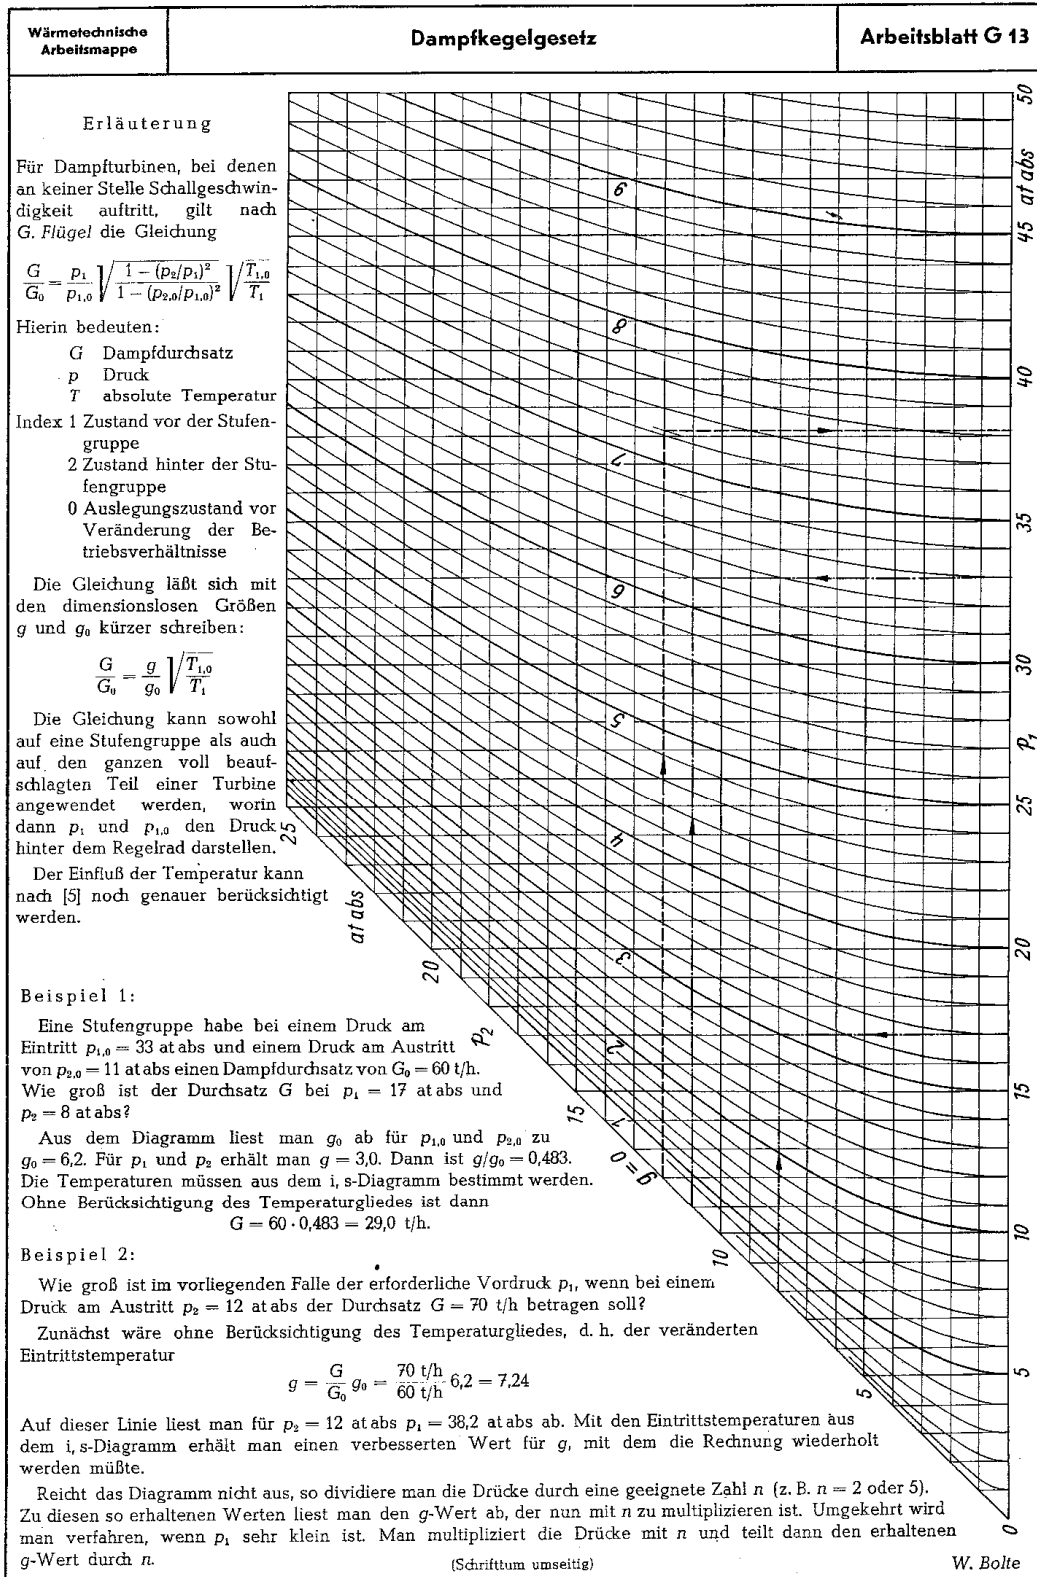 Wärmetechnische
Arbeitsmappe
Dampfkegelgesetz
Arbeitsblatt G 13
Erläuterung
Für Dampfturbinen, bei denen
an keiner Stelle Schallgeschwin-
digkeit auftritt, gilt nach
G. Flügel die Gleichung
G/G₀ = p₁/p₁,₀ √(1 − (p₂/p₁)² / 1 − (p₂,₀/p₁,₀)²) √(T₁,₀/T₁)
Hierin bedeuten:
G Dampfdurchsatz
p Druck
T absolute Temperatur
Index 1 Zustand vor der Stufen-
gruppe
2 Zustand hinter der Stu-
fengruppe
0 Auslegungszustand vor
Veränderung der Be-
triebsverhältnisse
Die Gleichung läßt sich mit
den dimensionslosen Größen
g und g₀ kürzer schreiben:
G/G₀ = g/g₀ √(T₁,₀/T₁)
Die Gleichung kann sowohl
auf eine Stufengruppe als auch
auf den ganzen voll beauf-
schlagten Teil einer Turbine
angewendet werden, worin
dann p₁ und p₁,₀ den Druck
hinter dem Regelrad darstellen.
Der Einfluß der Temperatur kann
nach [5] noch genauer berücksichtigt
werden.
Beispiel 1:
Eine Stufengruppe habe bei einem Druck am
Eintritt p₁,₀ = 33 at abs und einem Druck am Austritt
von p₂,₀ = 11 at abs einen Dampfdurchsatz von G₀ = 60 t/h.
Wie groß ist der Durchsatz G bei p₁ = 17 at abs und
p₂ = 8 at abs?
Aus dem Diagramm liest man g₀ ab für p₁,₀ und p₂,₀ zu
g₀ = 6,2. Für p₁ und p₂ erhält man g = 3,0. Dann ist g/g₀ = 0,483.
Die Temperaturen müssen aus dem i, s-Diagramm bestimmt werden.
Ohne Berücksichtigung des Temperaturgliedes ist dann
G = 60 · 0,483 = 29,0 t/h.
Beispiel 2:
Wie groß ist im vorliegenden Falle der erforderliche Vordruck p₁, wenn bei einem
Druck am Austritt p₂ = 12 at abs der Durchsatz G = 70 t/h betragen soll?
Zunächst wäre ohne Berücksichtigung des Temperaturgliedes, d. h. der veränderten
Eintrittstemperatur
g = G/G₀ g₀ = 70 t/h / 60 t/h 6,2 = 7,24
Auf dieser Linie liest man für p₂ = 12 at abs p₁ = 38,2 at abs ab. Mit den Eintrittstemperaturen aus
dem i, s-Diagramm erhält man einen verbesserten Wert für g, mit dem die Rechnung wiederholt
werden müßte.
Reicht das Diagramm nicht aus, so dividiere man die Drücke durch eine geeignete Zahl n (z. B. n = 2 oder 5).
Zu diesen so erhaltenen Werten liest man den g-Wert ab, der nun mit n zu multiplizieren ist. Umgekehrt wird
man verfahren, wenn p₁ sehr klein ist. Man multipliziert die Drücke mit n und teilt dann den erhaltenen
g-Wert durch n.
(Schrifttum umseitig)
W. Bolte
50
at abs
45
40
35
30
p₁
25
20
15
10
5
0
25
at abs
20
p₂
15
10
5
g = 0
1
2
3
4
5
6
7
8
9